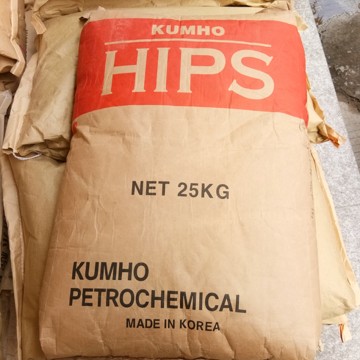 KUMHO
HIPS
NET 25KG
KUMHO
PETROCHEMICAL
MADE IN KOREA